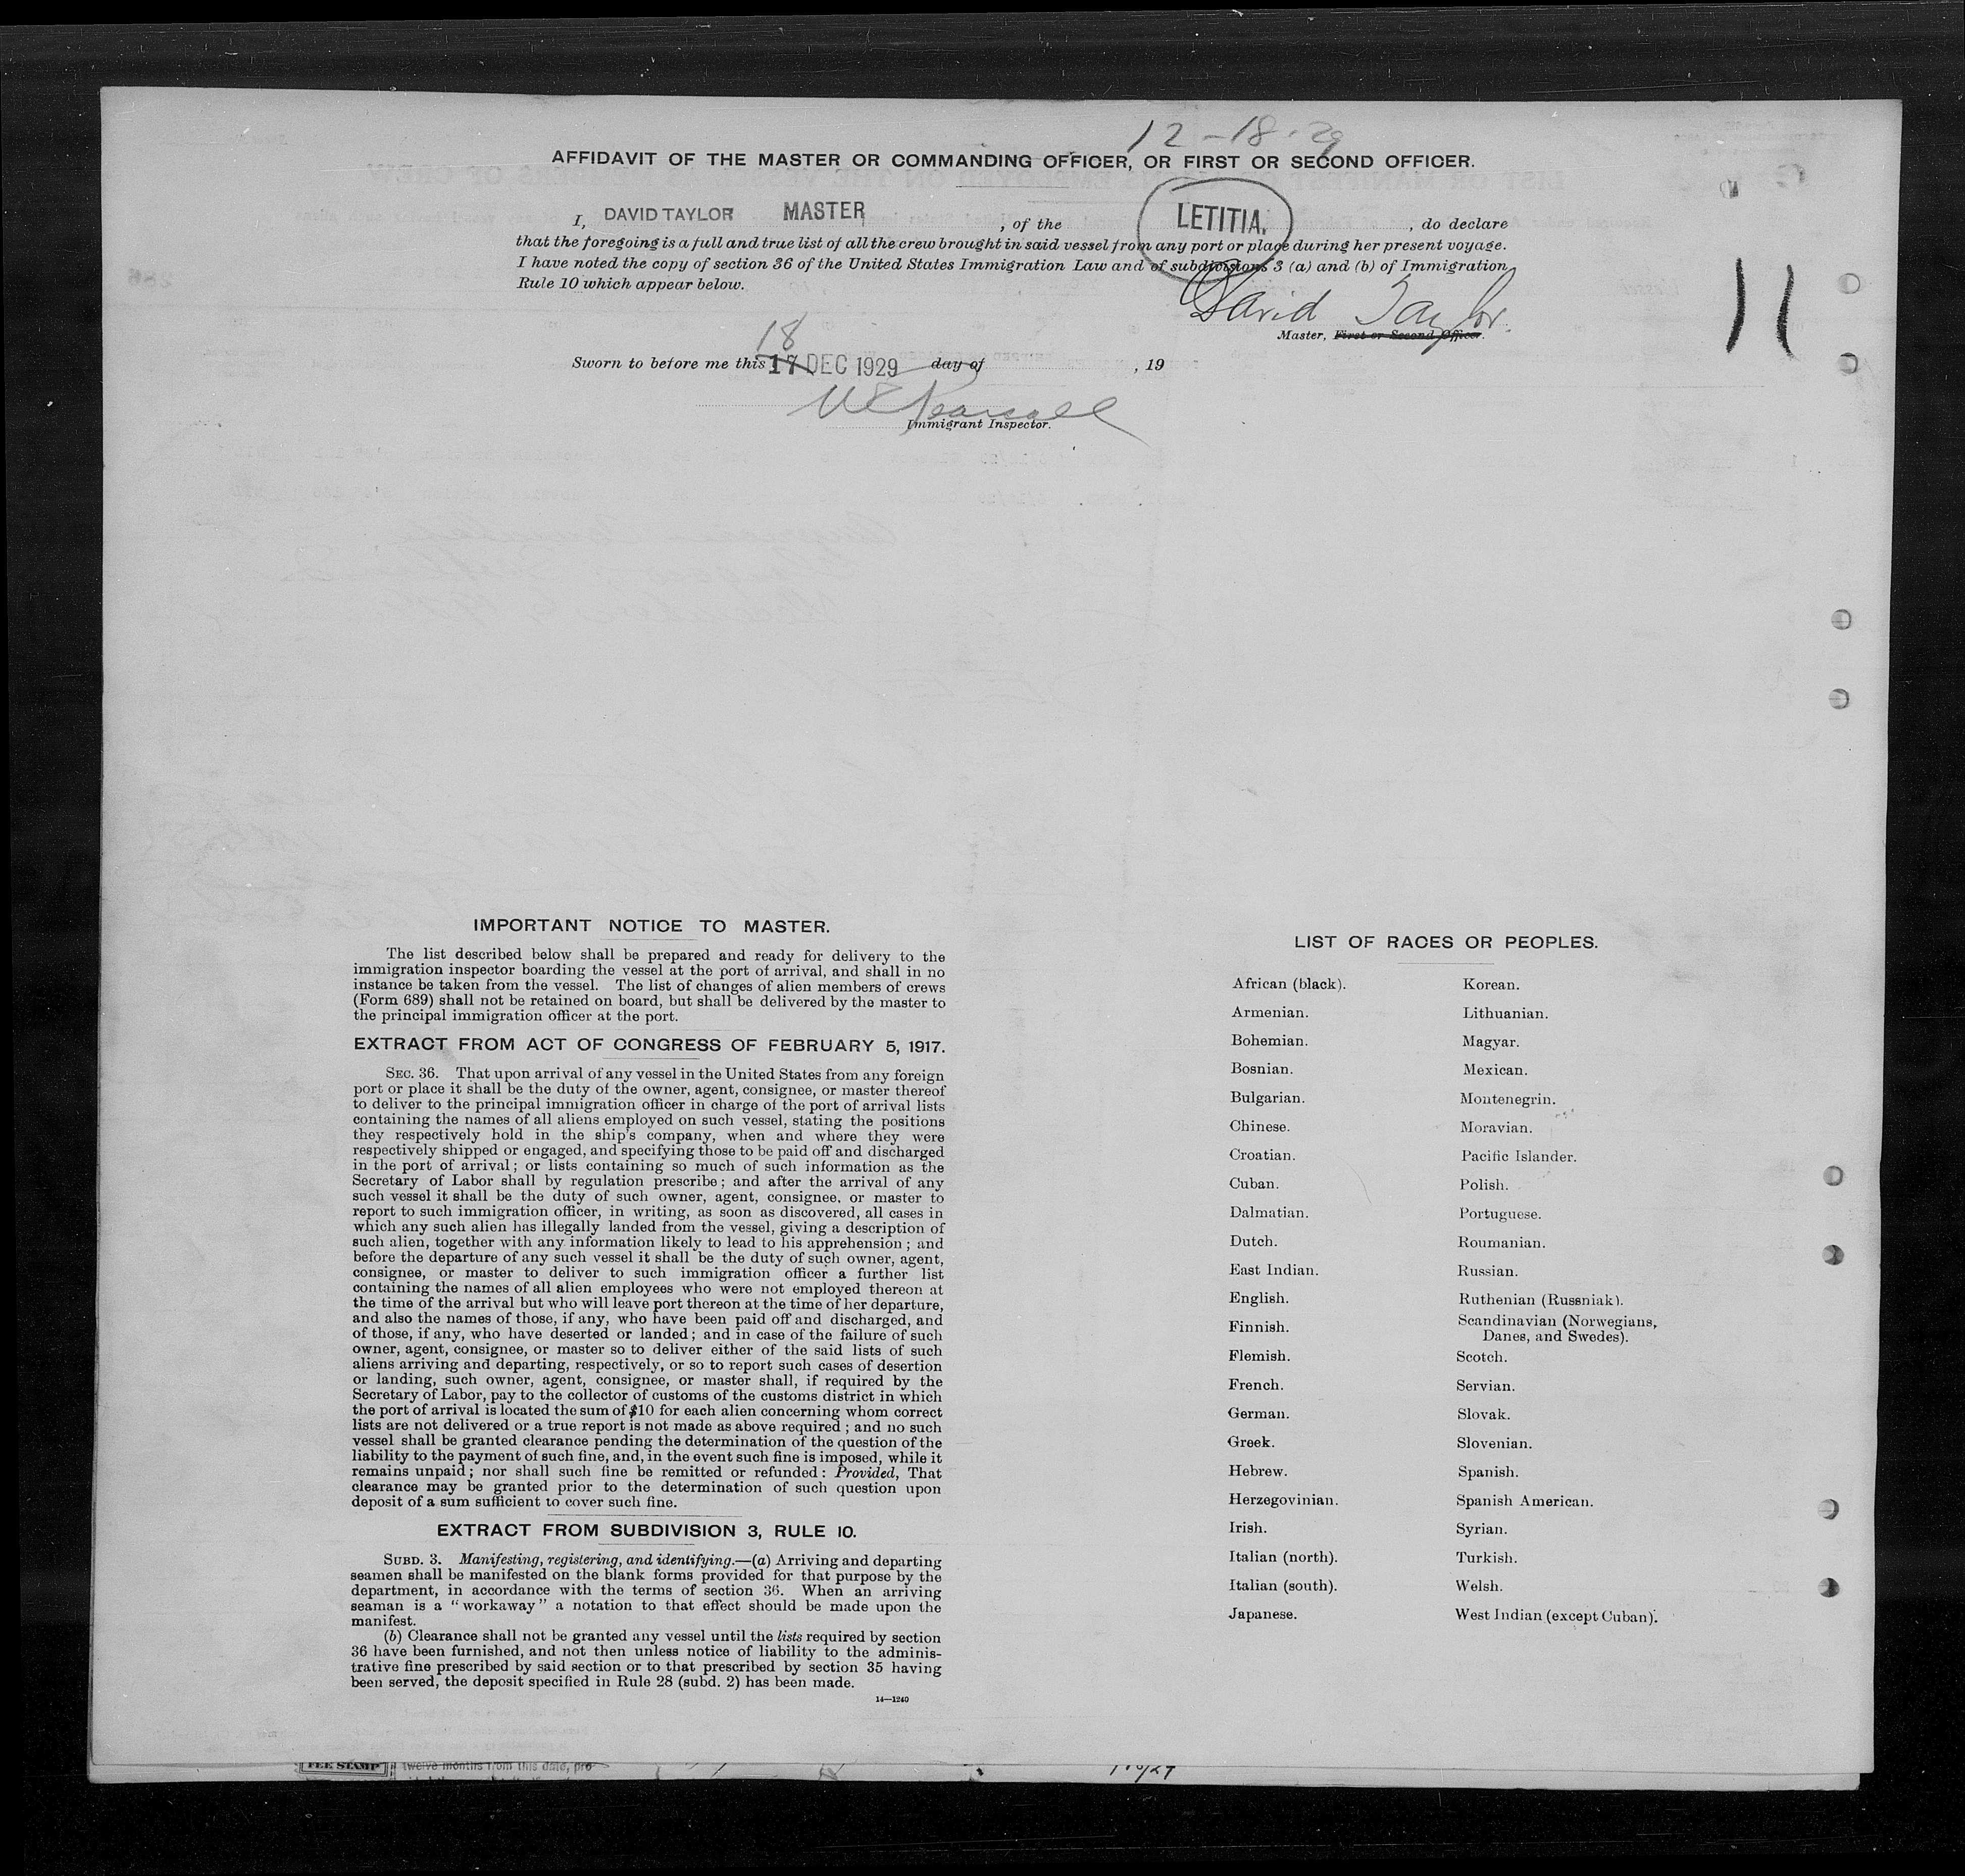 12-18-29
AFFIDAVIT OF THE MASTER OR COMMANDING OFFICER, OR FIRST OR SECOND OFFICER.
I, DAVID TAYLOR MASTER, of the LETITIA., do declare
that the foregoing is a full and true list of all the crew brought in said vessel from any port or place during her present voyage.
I have noted the copy of section 36 of the United States Immigration Law and of subdivisions 3 (a) and (b) of Immigration
Rule 10 which appear below.
David Taylor.
11
Master, First or Second Officer.
18
Sworn to before me this 17 DEC 1929 day of , 19
Immigrant Inspector.
IMPORTANT NOTICE TO MASTER.
The list described below shall be prepared and ready for delivery to the
immigration inspector boarding the vessel at the port of arrival, and shall in no
instance be taken from the vessel. The list of changes of alien members of crews
(Form 689) shall not be retained on board, but shall be delivered by the master to
the principal immigration officer at the port.
EXTRACT FROM ACT OF CONGRESS OF FEBRUARY 5, 1917.
SEC. 36. That upon arrival of any vessel in the United States from any foreign
port or place it shall be the duty of the owner, agent, consignee, or master thereof
to deliver to the principal immigration officer in charge of the port of arrival lists
containing the names of all aliens employed on such vessel, stating the positions
they respectively hold in the ship's company, when and where they were
respectively shipped or engaged, and specifying those to be paid off and discharged
in the port of arrival; or lists containing so much of such information as the
Secretary of Labor shall by regulation prescribe; and after the arrival of any
such vessel it shall be the duty of such owner, agent, consignee, or master to
report to such immigration officer, in writing, as soon as discovered, all cases in
which any such alien has illegally landed from the vessel, giving a description of
such alien, together with any information likely to lead to his apprehension; and
before the departure of any such vessel it shall be the duty of such owner, agent,
consignee, or master to deliver to such immigration officer a further list
containing the names of all alien employees who were not employed thereon at
the time of the arrival but who will leave port thereon at the time of her departure,
and also the names of those, if any, who have been paid off and discharged, and
of those, if any, who have deserted or landed; and in case of the failure of such
owner, agent, consignee, or master so to deliver either of the said lists of such
aliens arriving and departing, respectively, or so to report such cases of desertion
or landing, such owner, agent, consignee, or master shall, if required by the
Secretary of Labor, pay to the collector of customs of the customs district in which
the port of arrival is located the sum of $10 for each alien concerning whom correct
lists are not delivered or a true report is not made as above required; and no such
vessel shall be granted clearance pending the determination of the question of the
liability to the payment of such fine, and, in the event such fine is imposed, while it
remains unpaid; nor shall such fine be remitted or refunded: Provided, That
clearance may be granted prior to the determination of such question upon
deposit of a sum sufficient to cover such fine.
EXTRACT FROM SUBDIVISION 3, RULE 10.
SUBD. 3. Manifesting, registering, and identifying.—(a) Arriving and departing
seamen shall be manifested on the blank forms provided for that purpose by the
department, in accordance with the terms of section 36. When an arriving
seaman is a "workaway" a notation to that effect should be made upon the
manifest.
(b) Clearance shall not be granted any vessel until the lists required by section
36 have been furnished, and not then unless notice of liability to the adminis-
trative fine prescribed by said section or to that prescribed by section 35 having
been served, the deposit specified in Rule 28 (subd. 2) has been made.
14—1240
LIST OF RACES OR PEOPLES.
African (black).
Armenian.
Bohemian.
Bosnian.
Bulgarian.
Chinese.
Croatian.
Cuban.
Dalmatian.
Dutch.
East Indian.
English.
Finnish.
Flemish.
French.
German.
Greek.
Hebrew.
Herzegovinian.
Irish.
Italian (north).
Italian (south).
Japanese.
Korean.
Lithuanian.
Magyar.
Mexican.
Montenegrin.
Moravian.
Pacific Islander.
Polish.
Portuguese.
Roumanian.
Russian.
Ruthenian (Russniak).
Scandinavian (Norwegians,
Danes, and Swedes).
Scotch.
Servian.
Slovak.
Slovenian.
Spanish.
Spanish American.
Syrian.
Turkish.
Welsh.
West Indian (except Cuban).
FEE STAMP
twelve months from this date, pro-